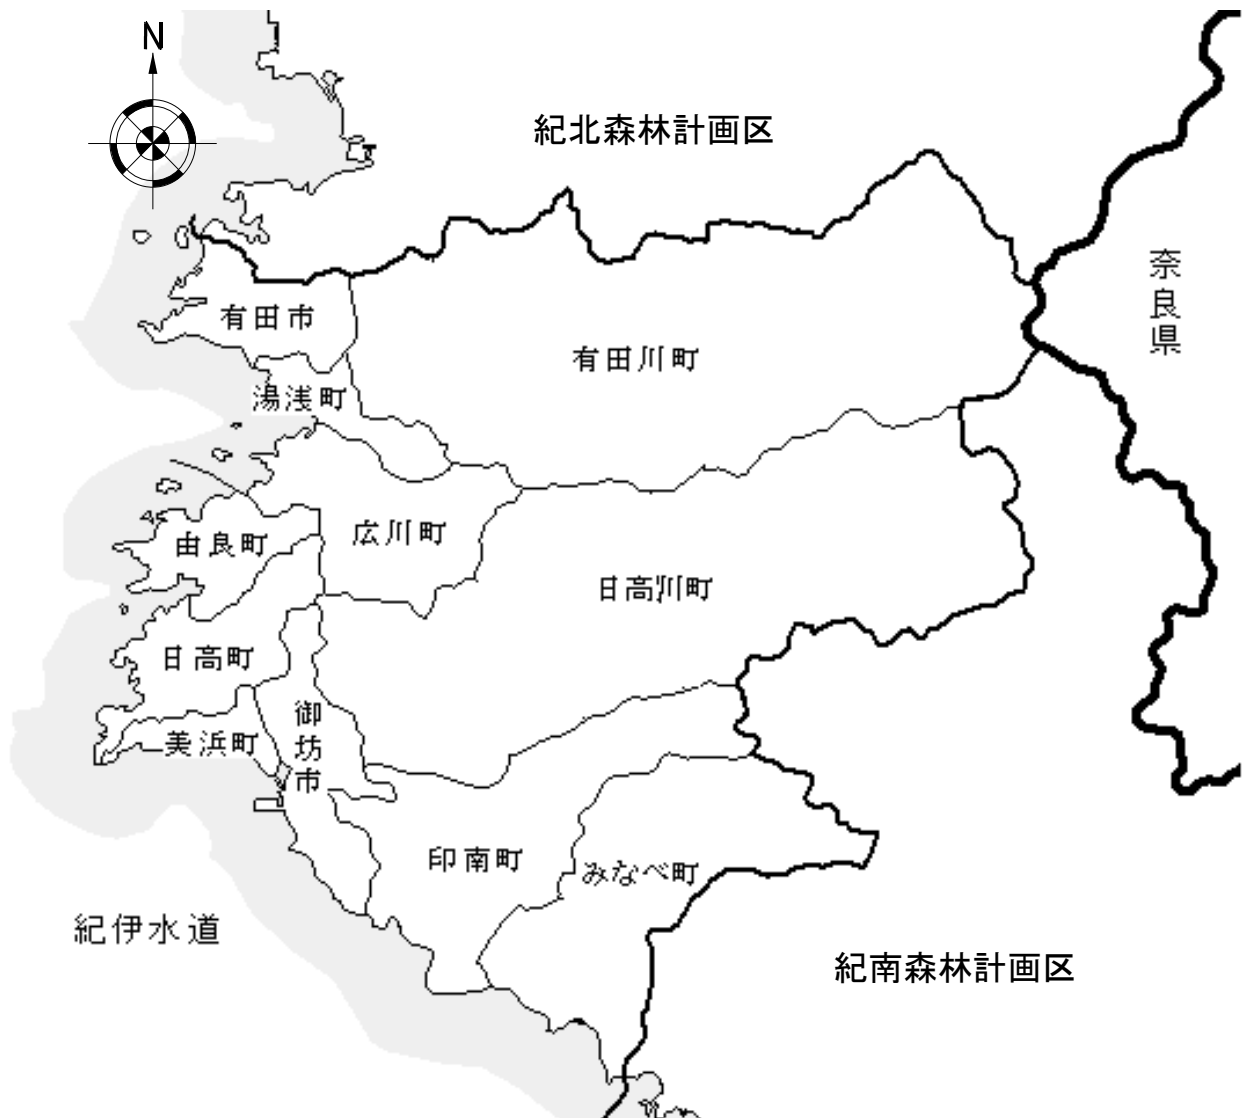 N
紀北森林計画区
奈良県
有田市
有田川町
湯浅町
広川町
由良町
日高川町
日高町
御坊市
美浜町
印南町
みなべ町
紀伊水道
紀南森林計画区